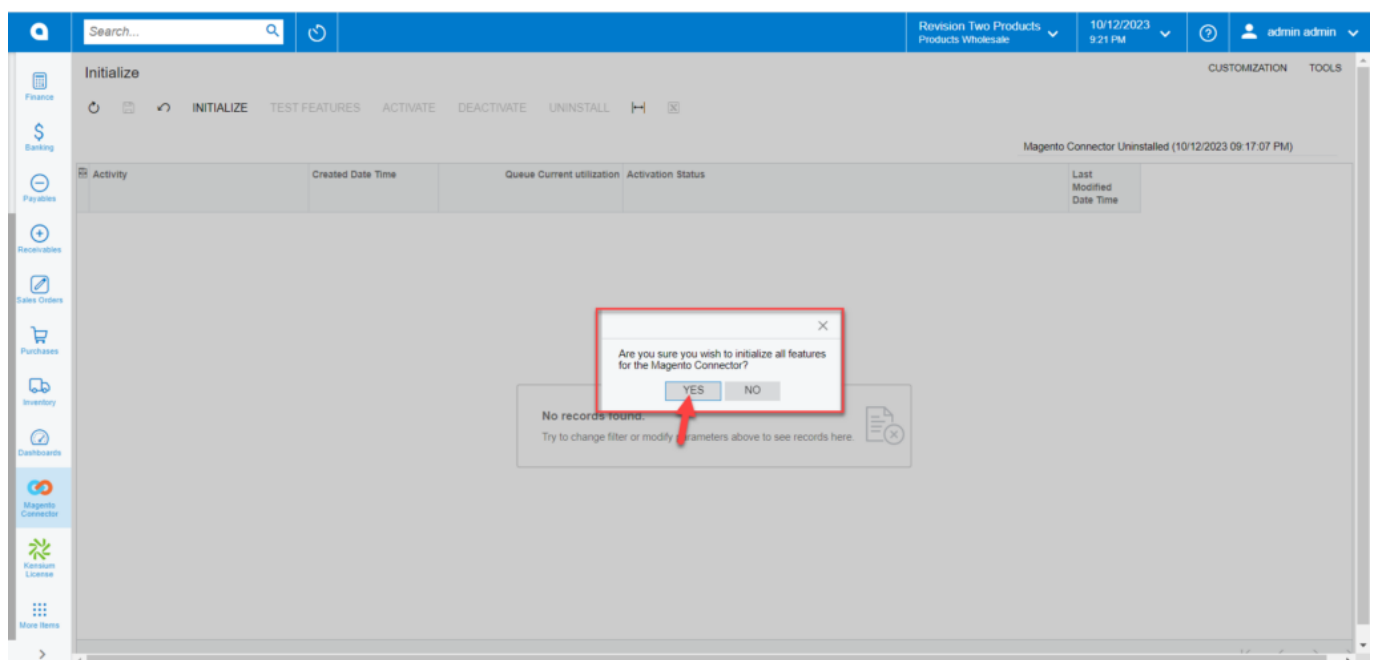 Search...
Revision Two Products
Products Wholesale
10/12/2023
9:21 PM
admin admin
Finance
Banking
Payables
Receivables
Sales Orders
Purchases
Inventory
Dashboards
Magento
Connector
Kensium
License
More Items
Initialize
CUSTOMIZATION TOOLS
INITIALIZE TEST FEATURES ACTIVATE DEACTIVATE UNINSTALL
Magento Connector Uninstalled (10/12/2023 09:17:07 PM)
Activity Created Date Time Queue Current utilization Activation Status Last
Modified
Date Time
Are you sure you wish to initialize all features
for the Magento Connector?
YES NO
No records found.
Try to change filter or modify parameters above to see records here.